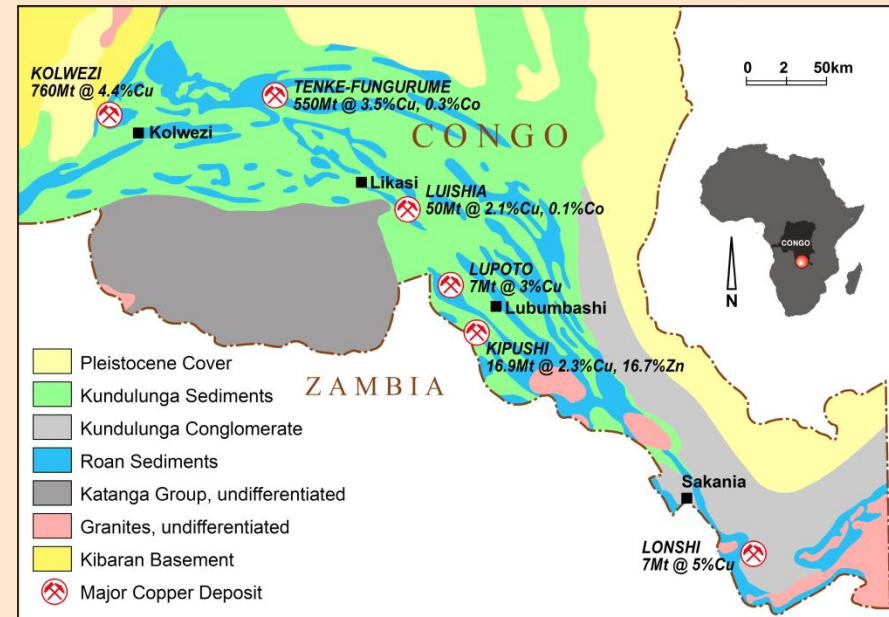 KOLWEZI
760Mt @ 4.4%Cu
Kolwezi
TENKE-FUNGURUME
550Mt @ 3.5%Cu, 0.3%Co
CONGO
0 2 50km
Likasi
LUISHIA
50Mt @ 2.1%Cu, 0.1%Co
CONGO
N
LUPOTO
7Mt @ 3%Cu
Lubumbashi
KIPUSHI
16.9Mt @ 2.3%Cu, 16.7%Zn
ZAMBIA
Sakania
LONSHI
7Mt @ 5%Cu
Pleistocene Cover
Kundulunga Sediments
Kundulunga Conglomerate
Roan Sediments
Katanga Group, undifferentiated
Granites, undifferentiated
Kibaran Basement
Major Copper Deposit